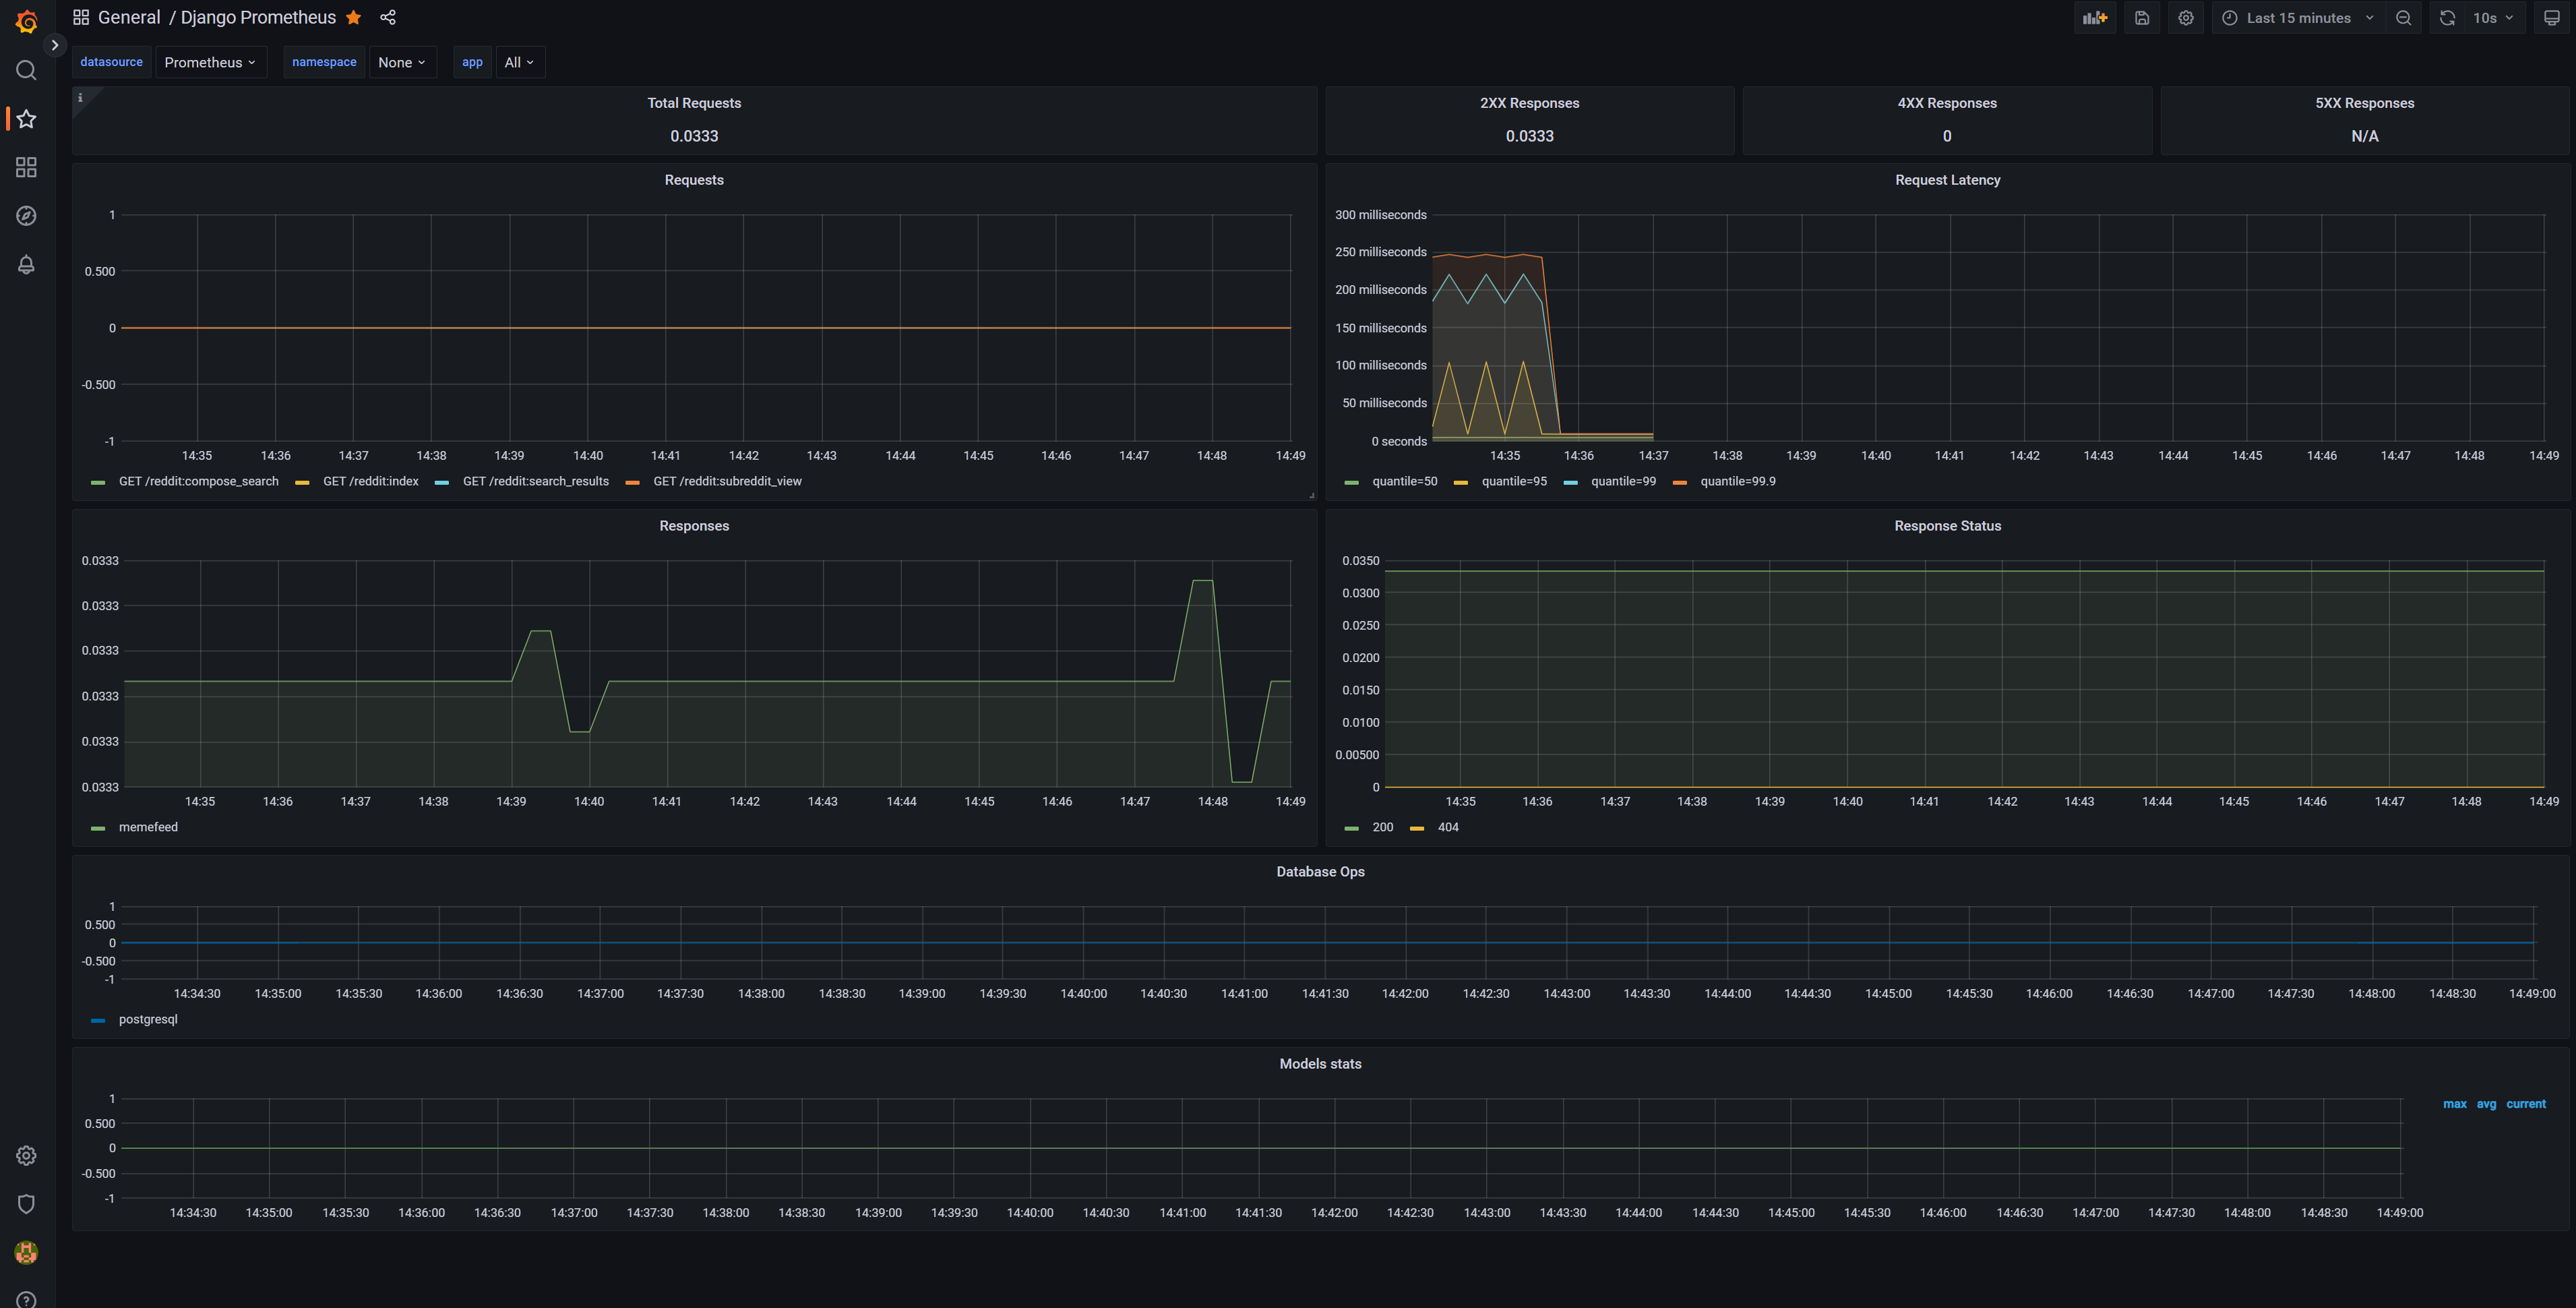 General / Django Prometheus
Last 15 minutes
10s
datasource Prometheus namespace None app All
i
Total Requests
0.0333
2XX Responses
0.0333
4XX Responses
0
5XX Responses
N/A
Requests
1
0.500
0
-0.500
-1
14:35 14:36 14:37 14:38 14:39 14:40 14:41 14:42 14:43 14:44 14:45 14:46 14:47 14:48 14:49
GET /reddit:compose_search GET /reddit:index GET /reddit:search_results GET /reddit:subreddit_view
Request Latency
300 milliseconds
250 milliseconds
200 milliseconds
150 milliseconds
100 milliseconds
50 milliseconds
0 seconds
14:35 14:36 14:37 14:38 14:39 14:40 14:41 14:42 14:43 14:44 14:45 14:46 14:47 14:48 14:49
quantile=50 quantile=95 quantile=99 quantile=99.9
Responses
0.0333
0.0333
0.0333
0.0333
0.0333
0.0333
14:35 14:36 14:37 14:38 14:39 14:40 14:41 14:42 14:43 14:44 14:45 14:46 14:47 14:48 14:49
memefeed
Response Status
0.0350
0.0300
0.0250
0.0200
0.0150
0.0100
0.00500
0
14:35 14:36 14:37 14:38 14:39 14:40 14:41 14:42 14:43 14:44 14:45 14:46 14:47 14:48 14:49
200 404
Database Ops
1
0.500
0
-0.500
-1
14:34:30 14:35:00 14:35:30 14:36:00 14:36:30 14:37:00 14:37:30 14:38:00 14:38:30 14:39:00 14:39:30 14:40:00 14:40:30 14:41:00 14:41:30 14:42:00 14:42:30 14:43:00 14:43:30 14:44:00 14:44:30 14:45:00 14:45:30 14:46:00 14:46:30 14:47:00 14:47:30 14:48:00 14:48:30 14:49:00
postgresql
Models stats
max avg current
1
0.500
0
-0.500
-1
14:34:30 14:35:00 14:35:30 14:36:00 14:36:30 14:37:00 14:37:30 14:38:00 14:38:30 14:39:00 14:39:30 14:40:00 14:40:30 14:41:00 14:41:30 14:42:00 14:42:30 14:43:00 14:43:30 14:44:00 14:44:30 14:45:00 14:45:30 14:46:00 14:46:30 14:47:00 14:47:30 14:48:00 14:48:30 14:49:00